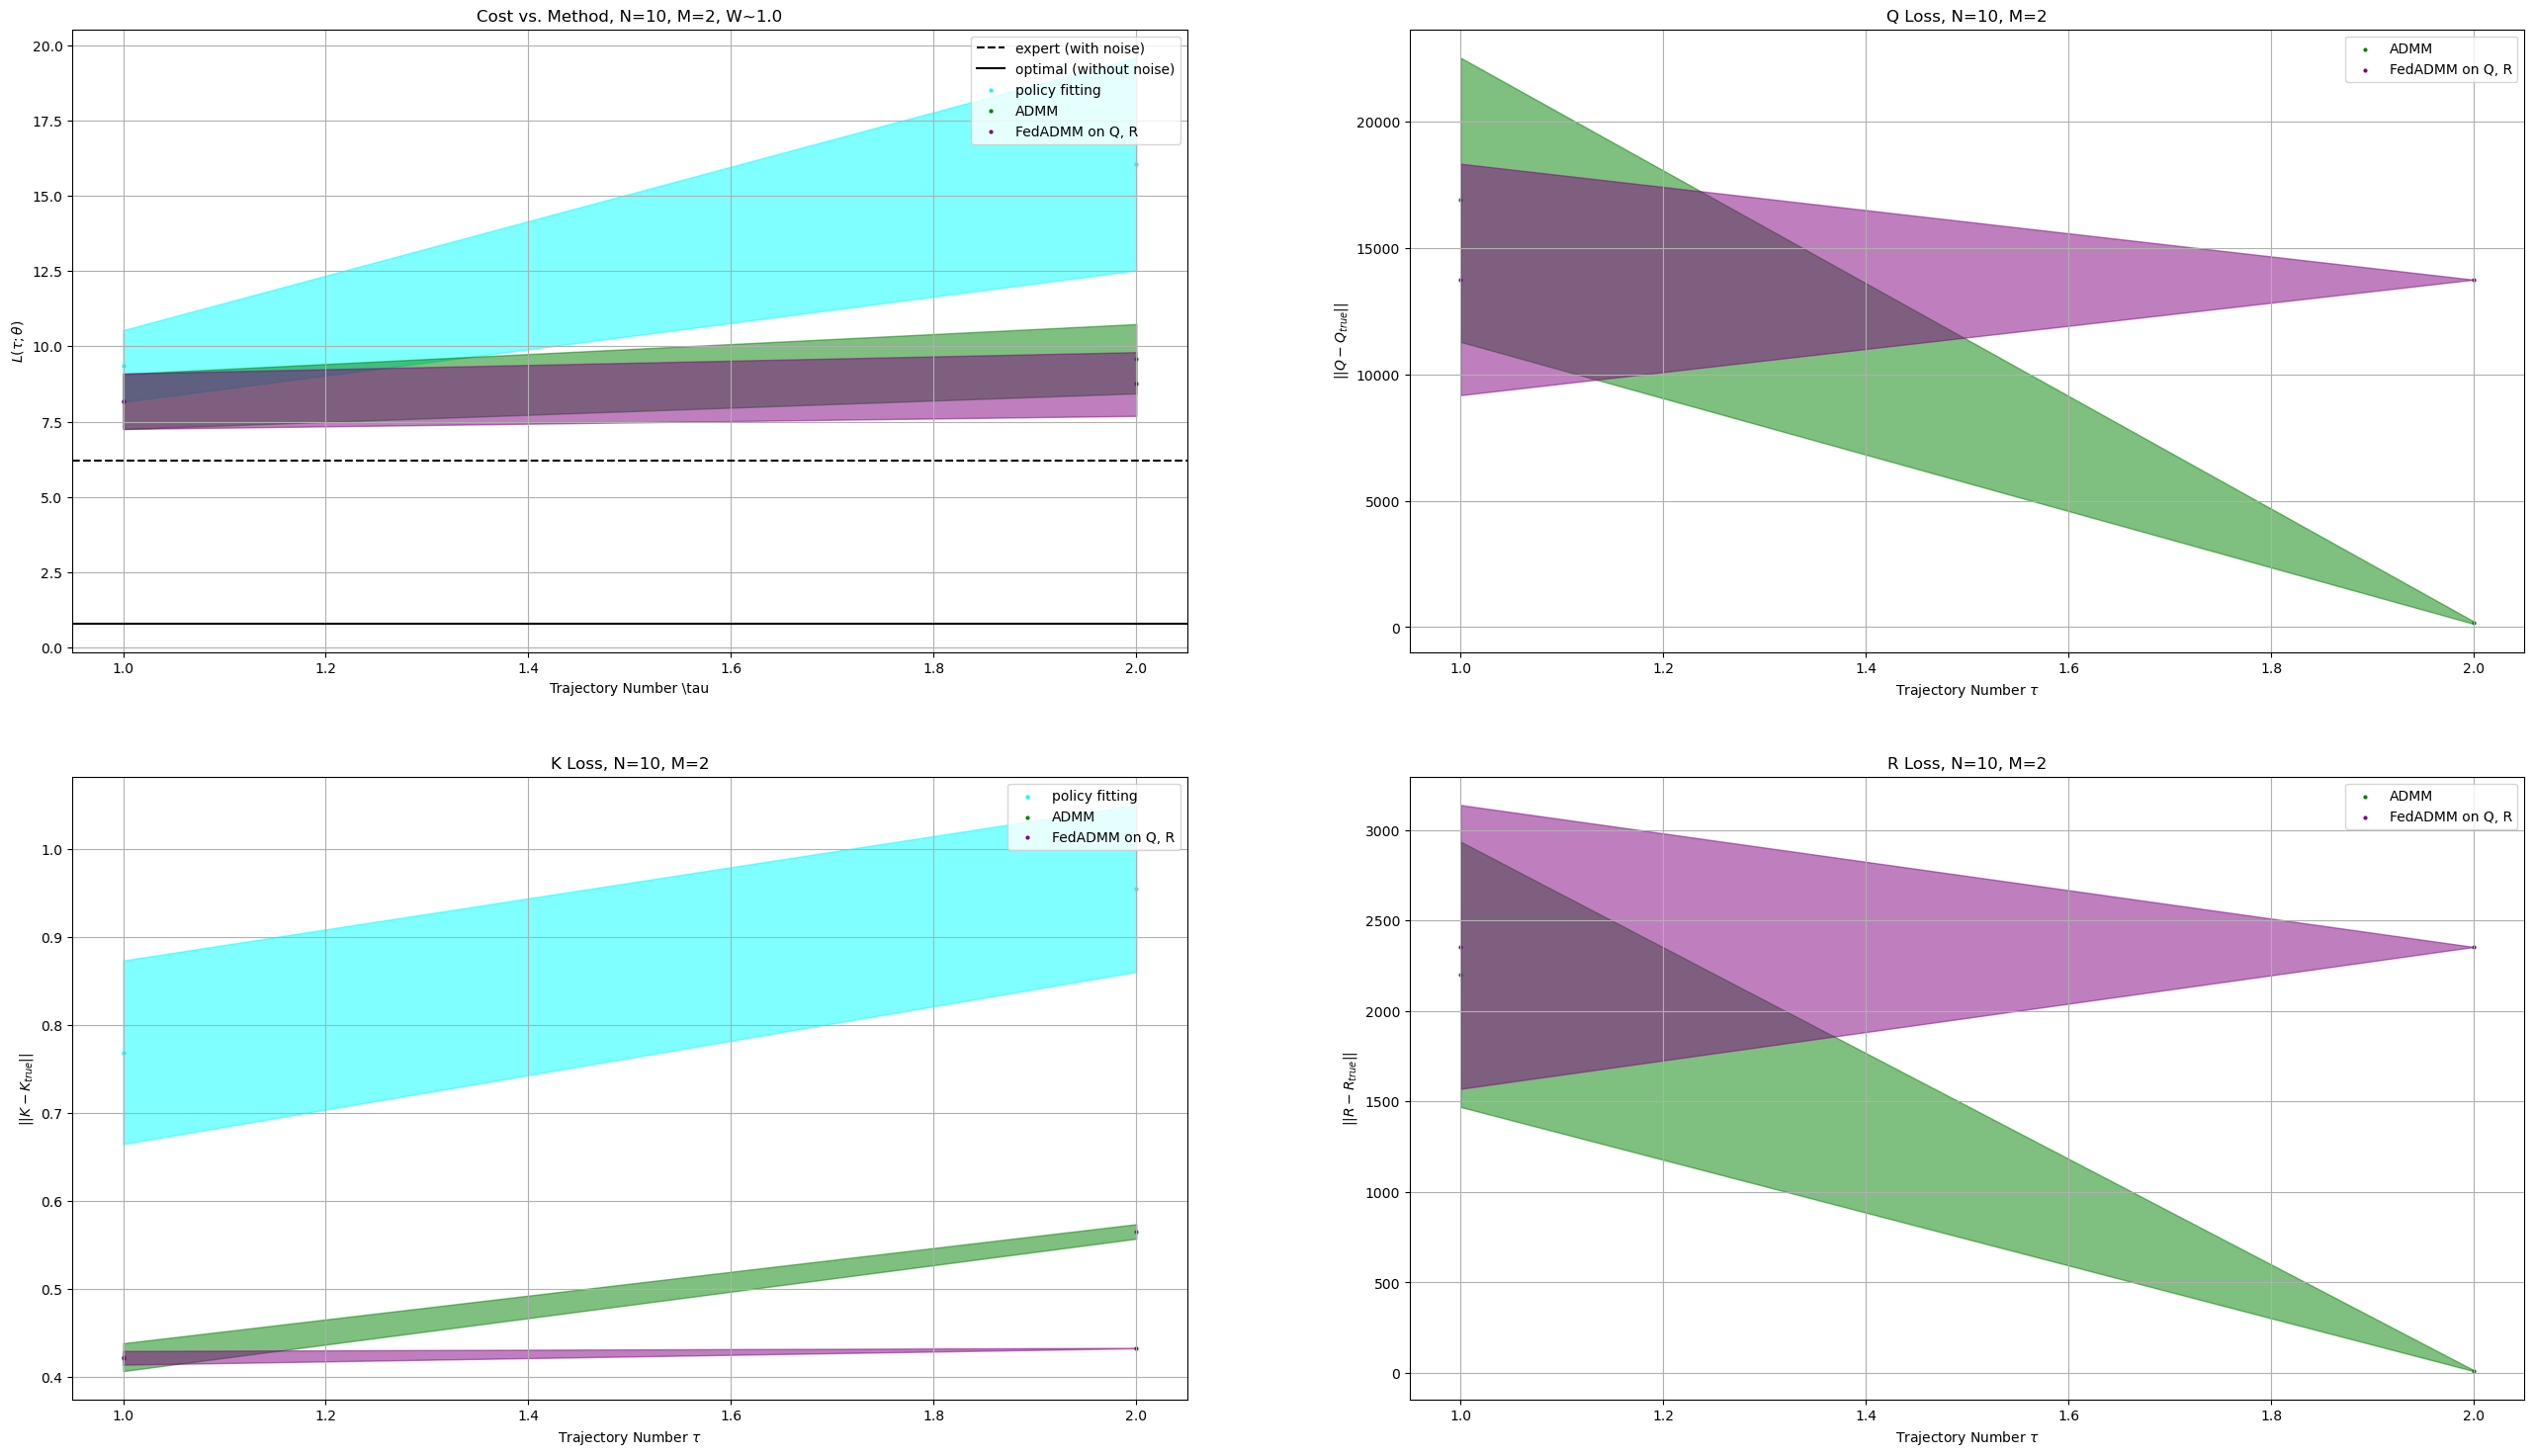 Cost vs. Method, N=10, M=2, W~1.0
L(τ;θ)
20.0
17.5
15.0
12.5
10.0
7.5
5.0
2.5
0.0
expert (with noise)
optimal (without noise)
policy fitting
ADMM
FedADMM on Q, R
1.0 1.2 1.4 1.6 1.8 2.0
Trajectory Number \tau
Q Loss, N=10, M=2
||Q − Q_{true}||
20000
15000
10000
5000
0
ADMM
FedADMM on Q, R
1.0 1.2 1.4 1.6 1.8 2.0
Trajectory Number τ
K Loss, N=10, M=2
||K − K_{true}||
1.0
0.9
0.8
0.7
0.6
0.5
0.4
policy fitting
ADMM
FedADMM on Q, R
1.0 1.2 1.4 1.6 1.8 2.0
Trajectory Number τ
R Loss, N=10, M=2
||R − R_{true}||
3000
2500
2000
1500
1000
500
0
ADMM
FedADMM on Q, R
1.0 1.2 1.4 1.6 1.8 2.0
Trajectory Number τ